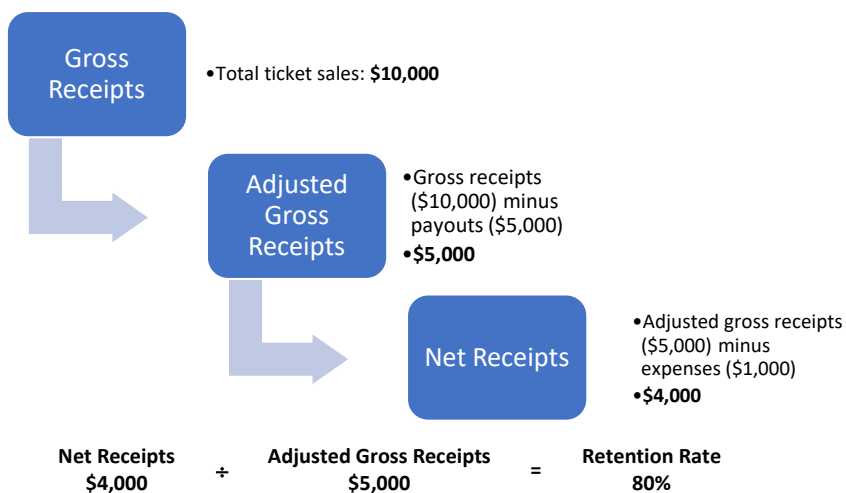 Gross
Receipts
•Total ticket sales: $10,000
Adjusted
Gross
Receipts
•Gross receipts
($10,000) minus
payouts ($5,000)
•$5,000
Net Receipts
•Adjusted gross receipts
($5,000) minus
expenses ($1,000)
•$4,000
Net Receipts ÷ Adjusted Gross Receipts = Retention Rate
$4,000 $5,000 80%